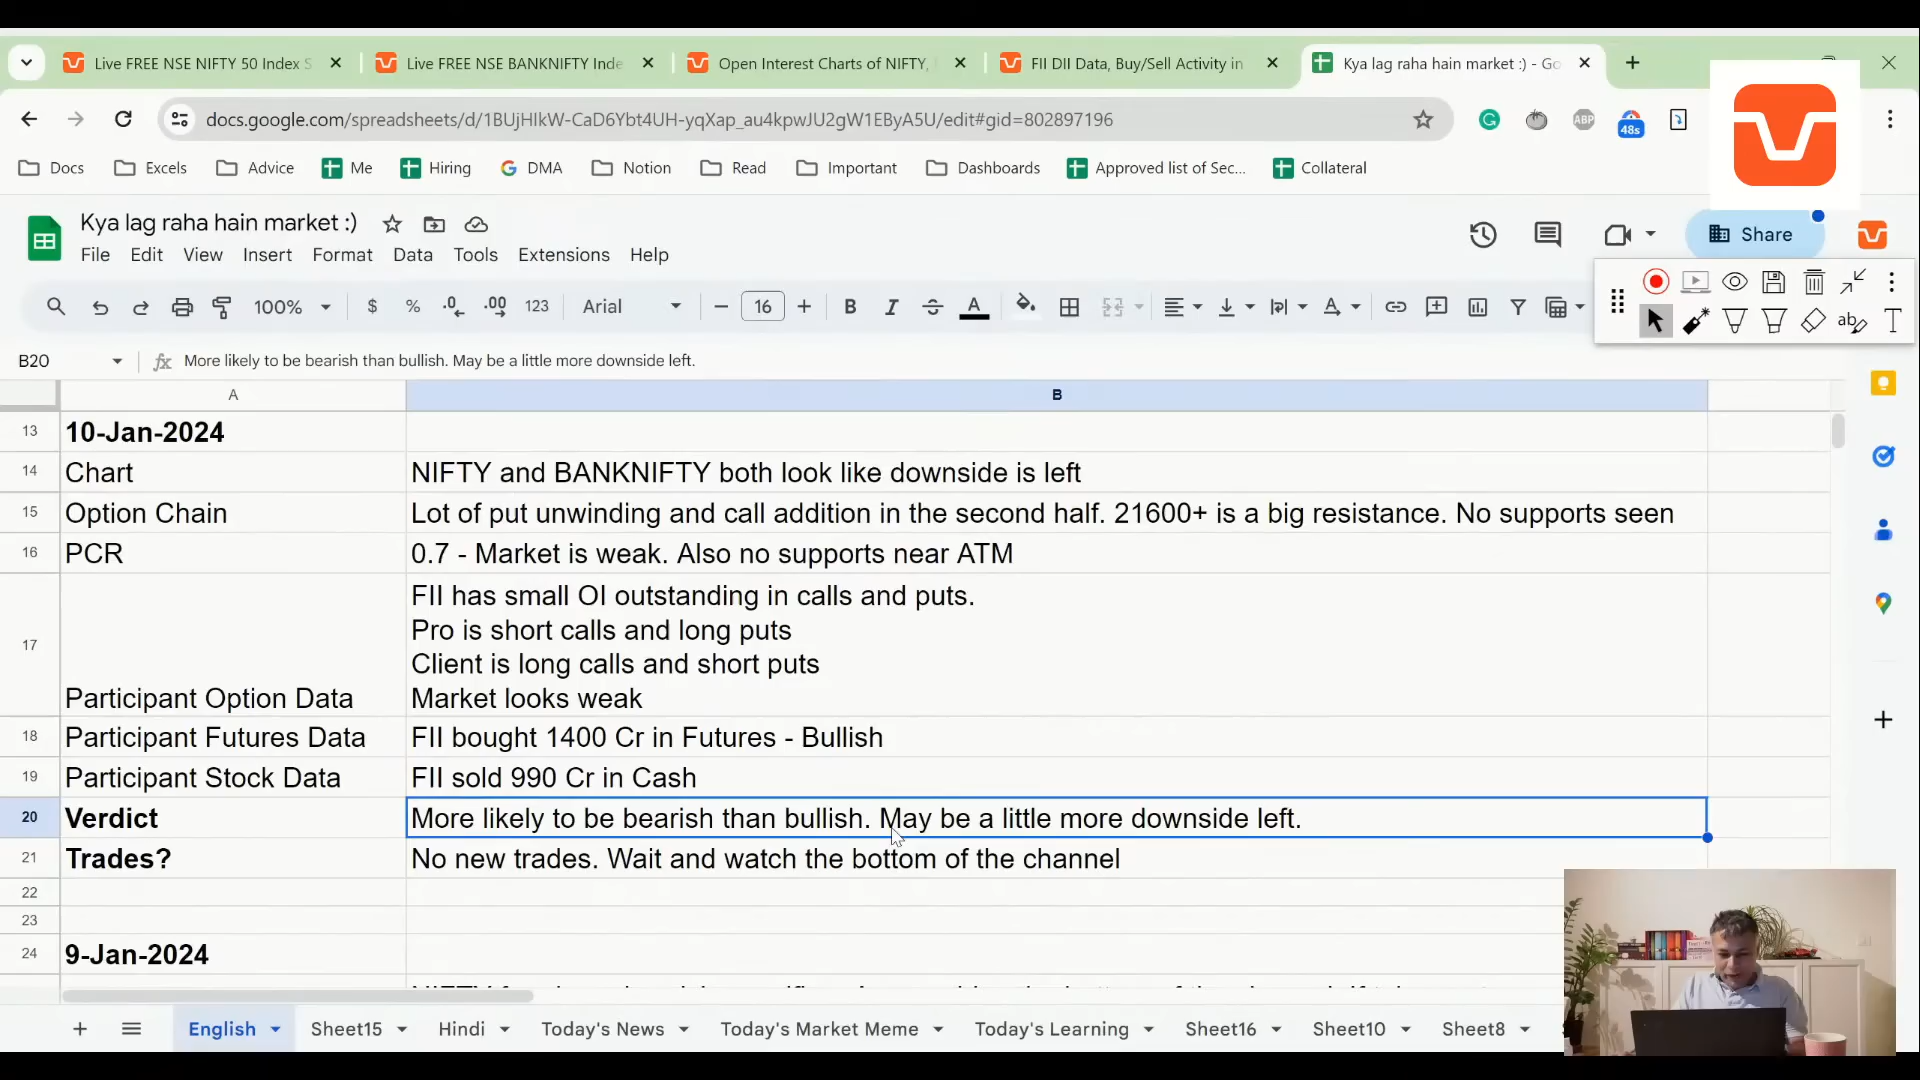 Live FREE NSE NIFTY 50 Index S
Live FREE NSE BANKNIFTY Inde
Open Interest Charts of NIFTY,
FII DII Data, Buy/Sell Activity in
Kya lag raha hain market :) - Go
docs.google.com/spreadsheets/d/1BUjHIkW-CaD6Ybt4UH-yqXap_au4kpwJU2gW1EByA5U/edit#gid=802897196
ABP
48s
Docs
Excels
Advice
Me
Hiring
DMA
Notion
Read
Important
Dashboards
Approved list of Sec...
Collateral
Kya lag raha hain market :)
Share
File Edit View Insert Format Data Tools Extensions Help
100% $ % .0 .00 123 Arial 16 B I A
B20
fx More likely to be bearish than bullish. May be a little more downside left.
A B
13 10-Jan-2024
14 Chart NIFTY and BANKNIFTY both look like downside is left
15 Option Chain Lot of put unwinding and call addition in the second half. 21600+ is a big resistance. No supports seen
16 PCR 0.7 - Market is weak. Also no supports near ATM
FII has small OI outstanding in calls and puts.
Pro is short calls and long puts
17
Client is long calls and short puts
Participant Option Data Market looks weak
18 Participant Futures Data FII bought 1400 Cr in Futures - Bullish
19 Participant Stock Data FII sold 990 Cr in Cash
20 Verdict More likely to be bearish than bullish. May be a little more downside left.
21 Trades? No new trades. Wait and watch the bottom of the channel
22
23
24 9-Jan-2024
English Sheet15 Hindi Today's News Today's Market Meme Today's Learning Sheet16 Sheet10 Sheet8